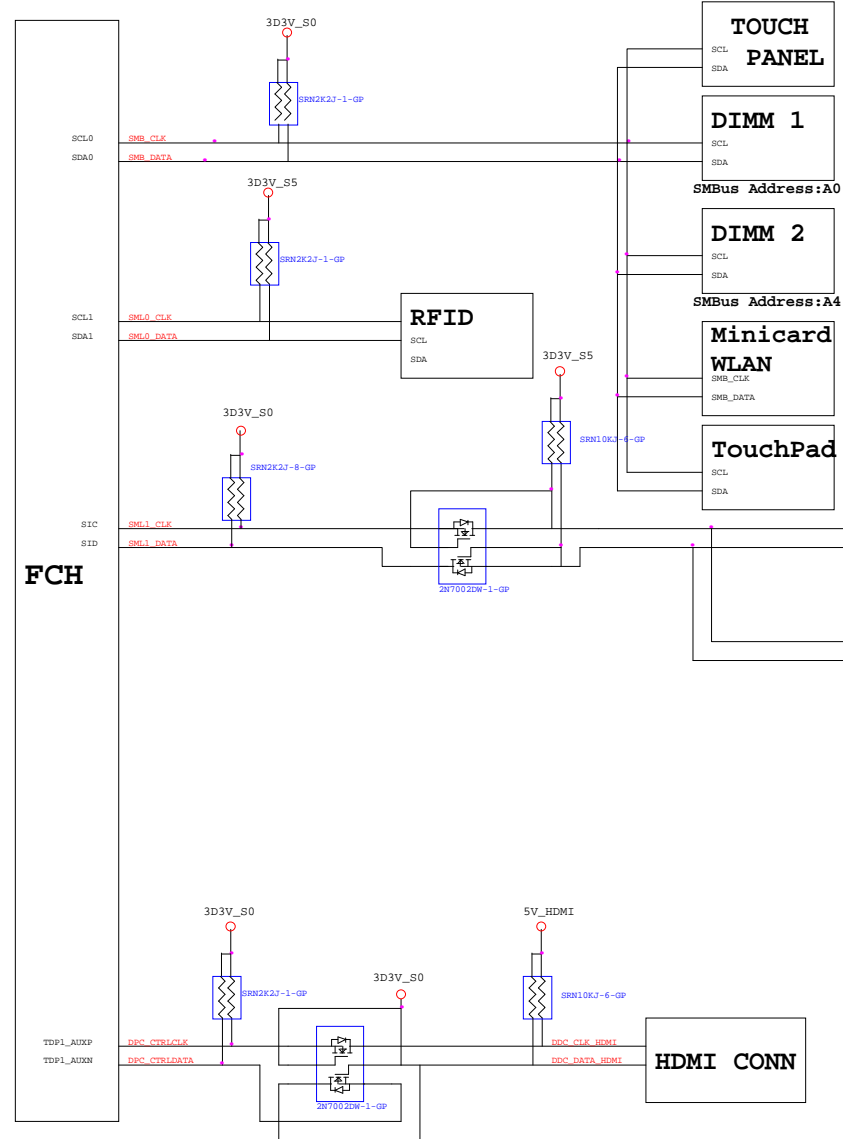 3D3V_S0
SRN2K2J-1-GP
SCL0
SMB_CLK
SDA0
SMB_DATA
TOUCH
PANEL
SCL
SDA
DIMM 1
SCL
SDA
SMBus Address:A0
3D3V_S5
SRN2K2J-1-GP
DIMM 2
SCL
SDA
SMBus Address:A4
SCL1
SML0_CLK
SDA1
SML0_DATA
RFID
SCL
SDA
Minicard
WLAN
SMB_CLK
SMB_DATA
3D3V_S5
SRN10KJ-6-GP
TouchPad
SCL
SDA
3D3V_S0
SRN2K2J-8-GP
SIC
SML1_CLK
SID
SML1_DATA
2N7002DW-1-GP
FCH
3D3V_S0
SRN2K2J-1-GP
3D3V_S0
5V_HDMI
SRN10KJ-6-GP
TDP1_AUXP
DPC_CTRLCLK
TDP1_AUXN
DPC_CTRLDATA
2N7002DW-1-GP
DDC_CLK_HDMI
DDC_DATA_HDMI
HDMI CONN